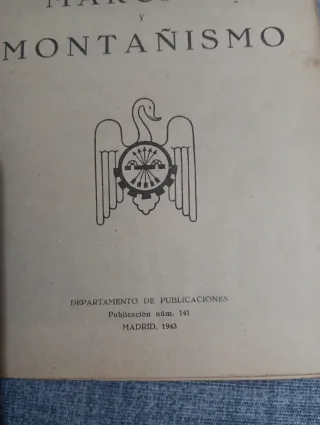 Y
MONTAÑISMO
DEPARTAMENTO DE PUBLICACIONES
Publicación núm. 141
MADRID, 1943